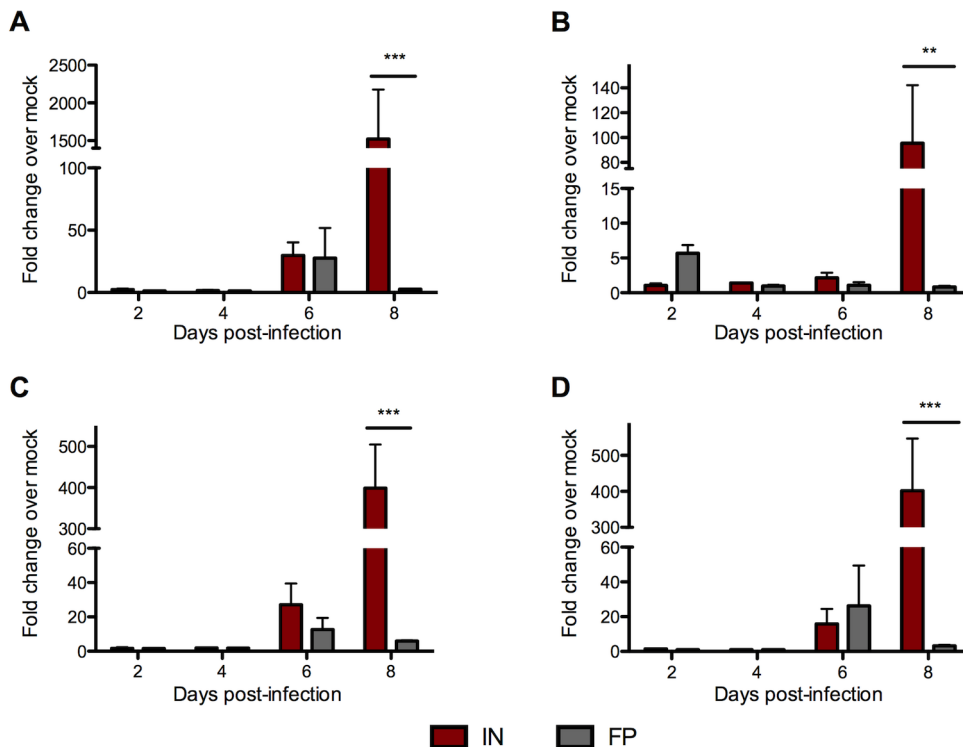 A
Fold change over mock
2500
2000
1500
100
50
0
***
2 4 6 8
Days post-infection
B
Fold change over mock
140
120
100
80
60
15
10
5
0
**
2 4 6 8
Days post-infection
C
Fold change over mock
500
400
300
60
40
20
0
***
2 4 6 8
Days post-infection
D
Fold change over mock
500
400
300
60
40
20
0
***
2 4 6 8
Days post-infection
IN FP